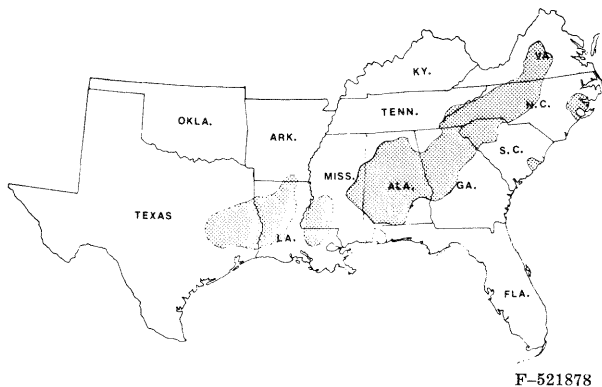 KY.
VA.
OKLA.
TENN.
N.C.
ARK.
S.C.
MISS.
ALA.
GA.
TEXAS
LA.
FLA.
F–521878